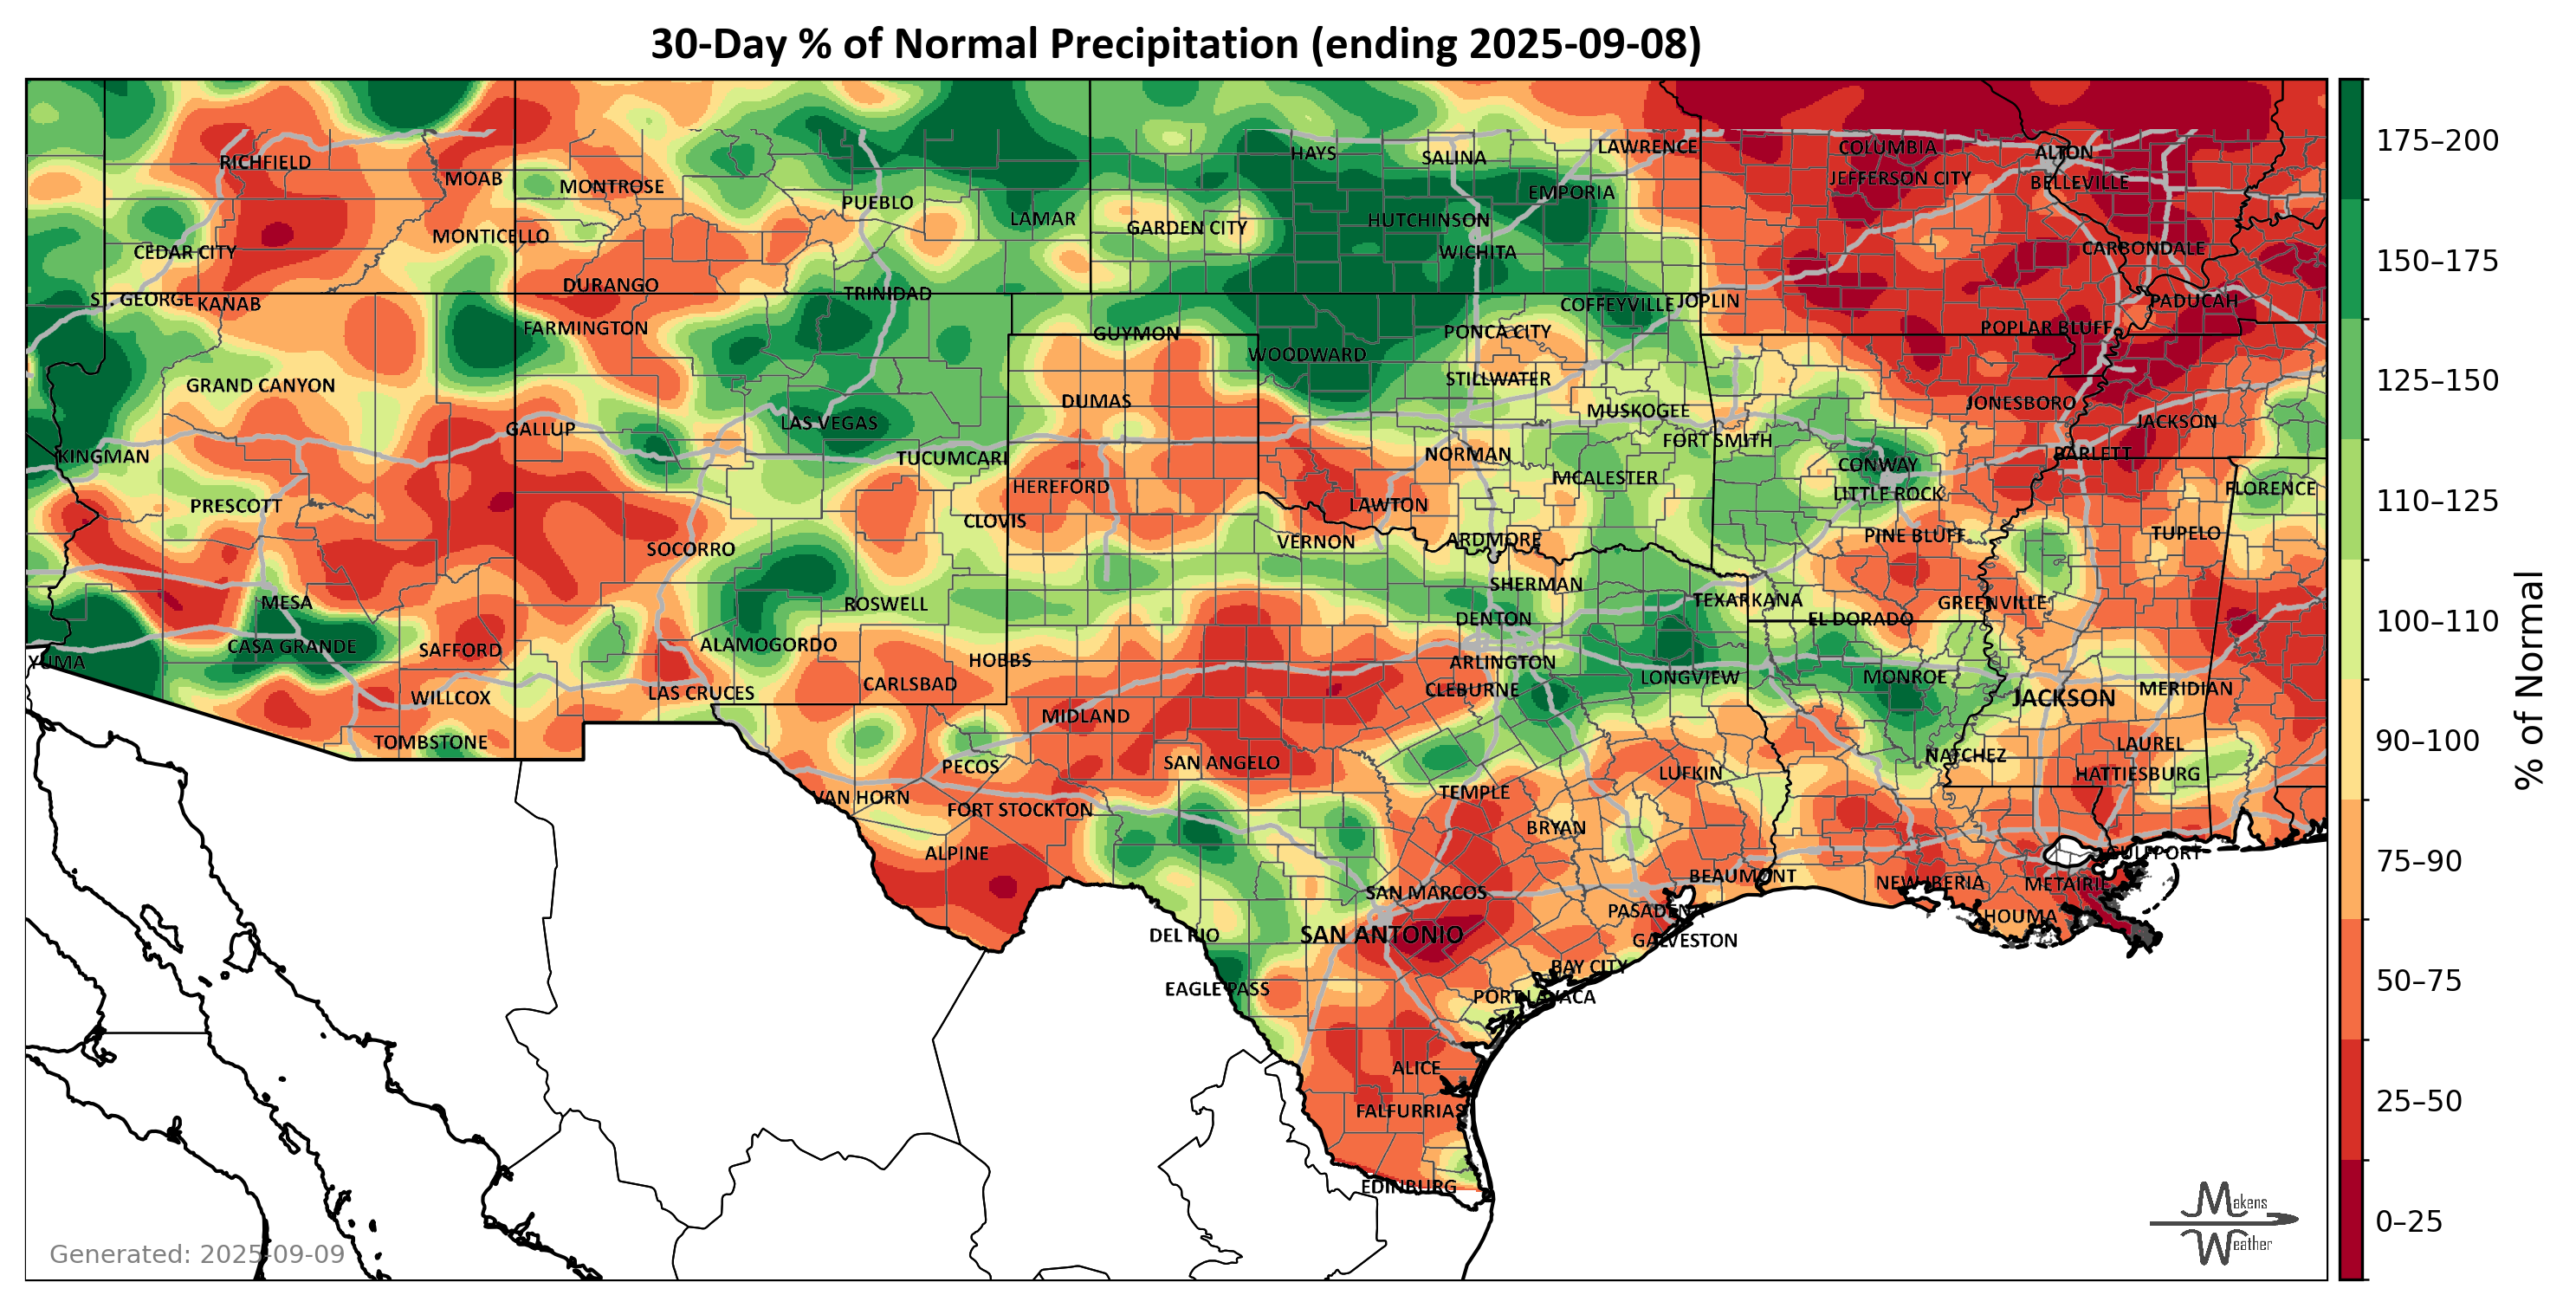 30-Day % of Normal Precipitation (ending 2025-09-08)
HAYS
SALINA
LAWRENCE
COLUMBIA
ALTON
RICHFIELD
MOAB
MONTROSE
JEFFERSON CITY
BELLEVILLE
PUEBLO
EMPORIA
LAMAR
GARDEN CITY
HUTCHINSON
MONTICELLO
CEDAR CITY
WICHITA
CARBONDALE
DURANGO
TRINIDAD
ST. GEORGE
KANAB
COFFEYVILLE
JOPLIN
PADUCAH
FARMINGTON
GUYMON
PONCA CITY
POPLAR BLUFF
WOODWARD
GRAND CANYON
STILLWATER
DUMAS
MUSKOGEE
JONESBORO
GALLUP
LAS VEGAS
JACKSON
FORT SMITH
KINGMAN
TUCUMCARI
NORMAN
BARLETT
CONWAY
MCALESTER
HEREFORD
LITTLE ROCK
FLORENCE
PRESCOTT
LAWTON
CLOVIS
SOCORRO
VERNON
ARDMORE
PINE BLUFF
TUPELO
SHERMAN
MESA
ROSWELL
TEXARKANA
GREENVILLE
DENTON
EL DORADO
CASA GRANDE
SAFFORD
ALAMOGORDO
YUMA
HOBBS
ARLINGTON
LONGVIEW
MONROE
WILLCOX
LAS CRUCES
CARLSBAD
CLEBURNE
JACKSON
MERIDIAN
MIDLAND
TOMBSTONE
PECOS
SAN ANGELO
NATCHEZ
LAUREL
LUFKIN
HATTIESBURG
VAN HORN
FORT STOCKTON
TEMPLE
BRYAN
ALPINE
GULFPORT
SAN MARCOS
BEAUMONT
NEW IBERIA
METAIRIE
PASADENA
HOUMA
DEL RIO
SAN ANTONIO
GALVESTON
BAY CITY
EAGLE PASS
PORT LAVACA
ALICE
FALFURRIAS
EDINBURG
175–200
150–175
125–150
110–125
100–110
90–100
75–90
50–75
25–50
0–25
% of Normal
Makens
Weather
Generated: 2025-09-09